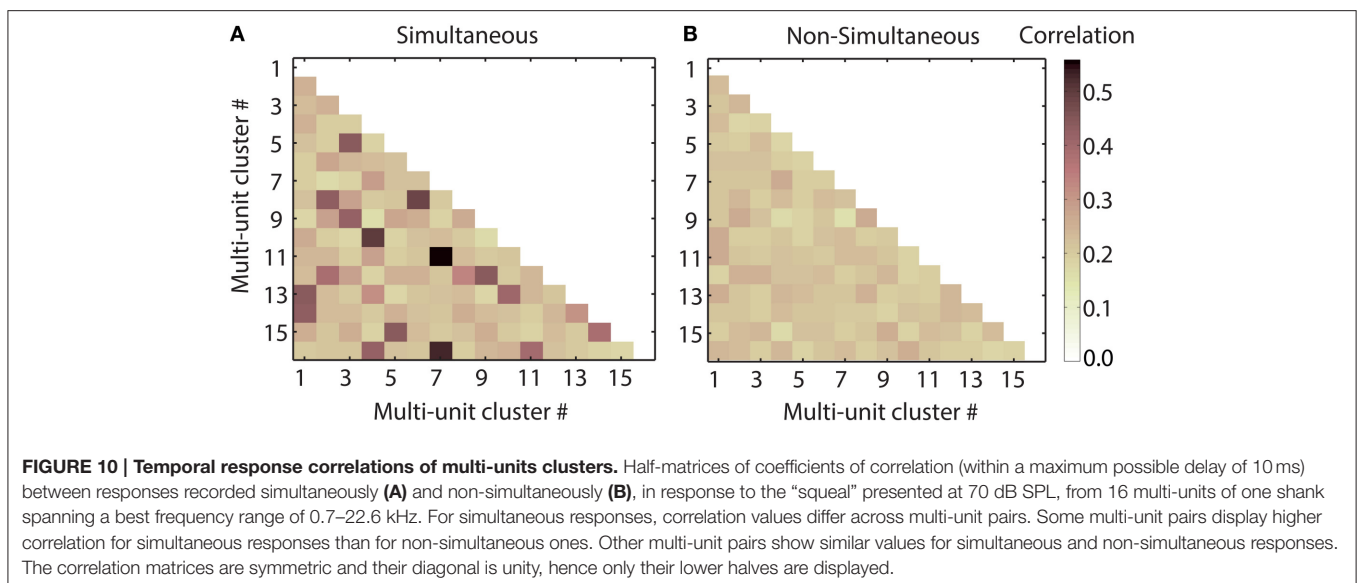 A
Simultaneous
B
Non-Simultaneous
Correlation
Multi-unit cluster #
1
3
5
7
9
11
13
15
1 3 5 7 9 11 13 15
Multi-unit cluster #
1
3
5
7
9
11
13
15
1 3 5 7 9 11 13 15
Multi-unit cluster #
0.5
0.4
0.3
0.2
0.1
0.0
FIGURE 10 | Temporal response correlations of multi-units clusters. Half-matrices of coefficients of correlation (within a maximum possible delay of 10 ms)
between responses recorded simultaneously (A) and non-simultaneously (B), in response to the “squeal” presented at 70 dB SPL, from 16 multi-units of one shank
spanning a best frequency range of 0.7–22.6 kHz. For simultaneous responses, correlation values differ across multi-unit pairs. Some multi-unit pairs display higher
correlation for simultaneous responses than for non-simultaneous ones. Other multi-unit pairs show similar values for simultaneous and non-simultaneous responses.
The correlation matrices are symmetric and their diagonal is unity, hence only their lower halves are displayed.